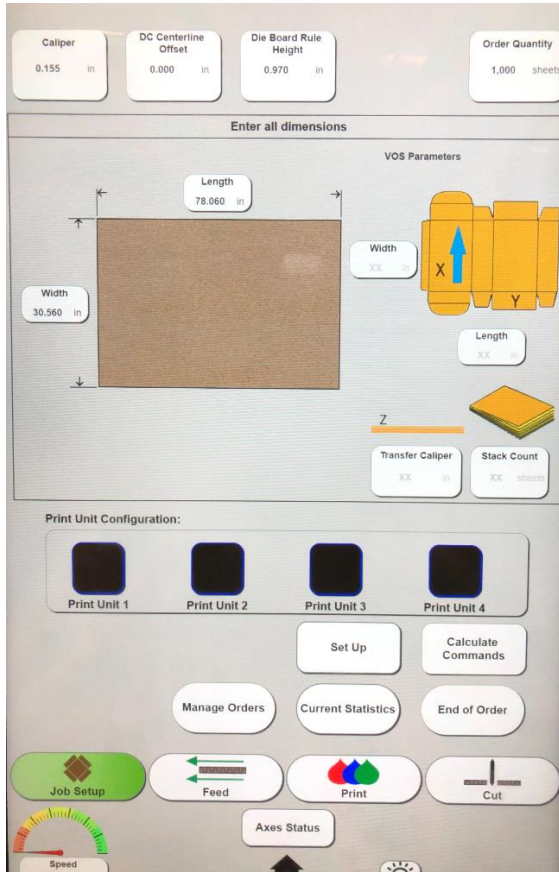 Caliper
0.155 in
DC Centerline
Offset
0.000 in
Die Board Rule
Height
0.970 in
Order Quantity
1,000 sheets
Enter all dimensions
VOS Parameters
Length
78.060 in
Width
30.560 in
Width
XX in
X
Y
Length
XX in
Z
Transfer Caliper
XX in
Stack Count
XX sheets
Print Unit Configuration:
Print Unit 1
Print Unit 2
Print Unit 3
Print Unit 4
Set Up
Calculate
Commands
Manage Orders
Current Statistics
End of Order
Job Setup
Feed
Print
Cut
Axes Status
Speed